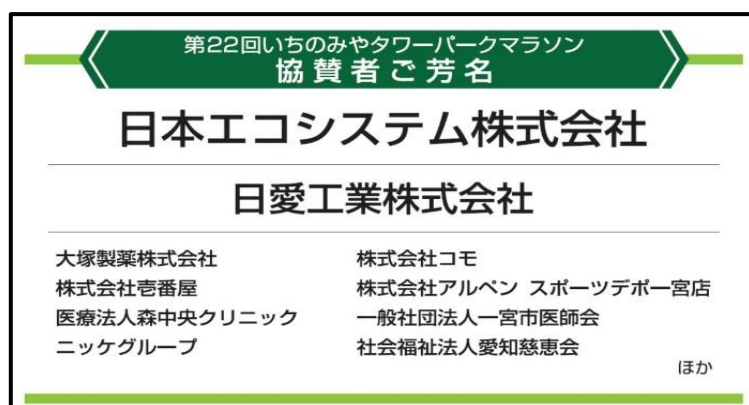 第22回いちのみやタワーパークマラソン
協賛者ご芳名
日本エコシステム株式会社
日愛工業株式会社
大塚製薬株式会社
株式会社壱番屋
医療法人森中央クリニック
ニッケグループ
株式会社コモ
株式会社アルペン スポーツデポ一宮店
一般社団法人一宮市医師会
社会福祉法人愛知慈恵会
ほか